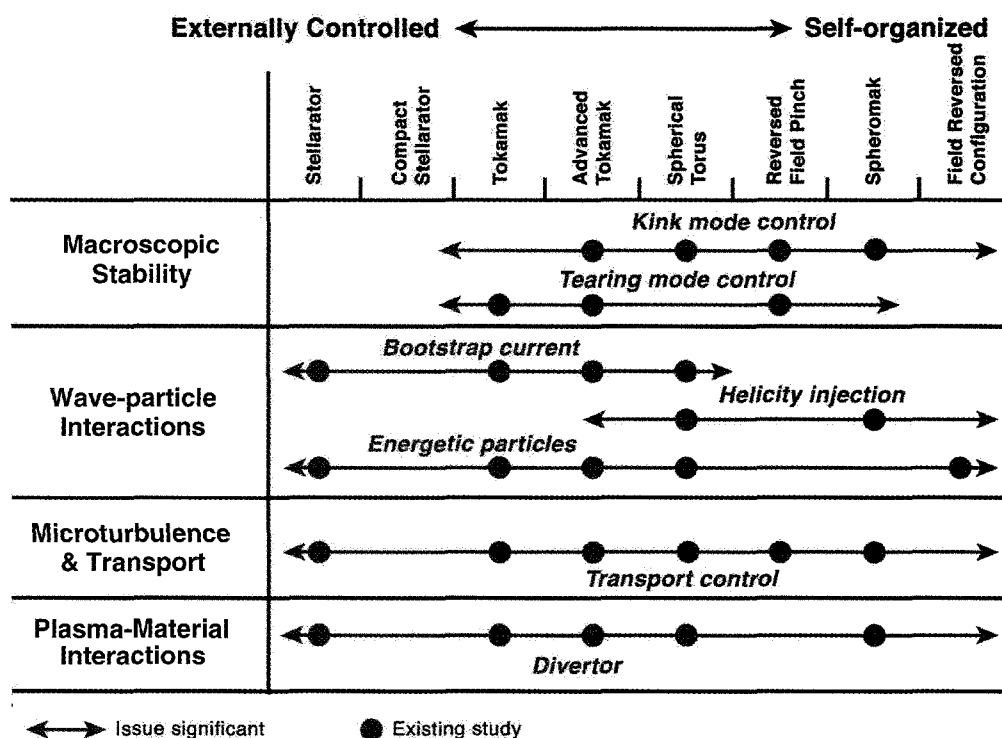 Externally Controlled Self-organized
Stellarator
Compact
Stellarator
Tokamak
Advanced
Tokamak
Spherical
Torus
Reversed
Field Pinch
Spheromak
Field Reversed
Configuration
Macroscopic
Stability
Kink mode control
Tearing mode control
Wave-particle
Interactions
Bootstrap current
Helicity injection
Energetic particles
Microturbulence
& Transport
Transport control
Plasma-Material
Interactions
Divertor
Issue significant Existing study